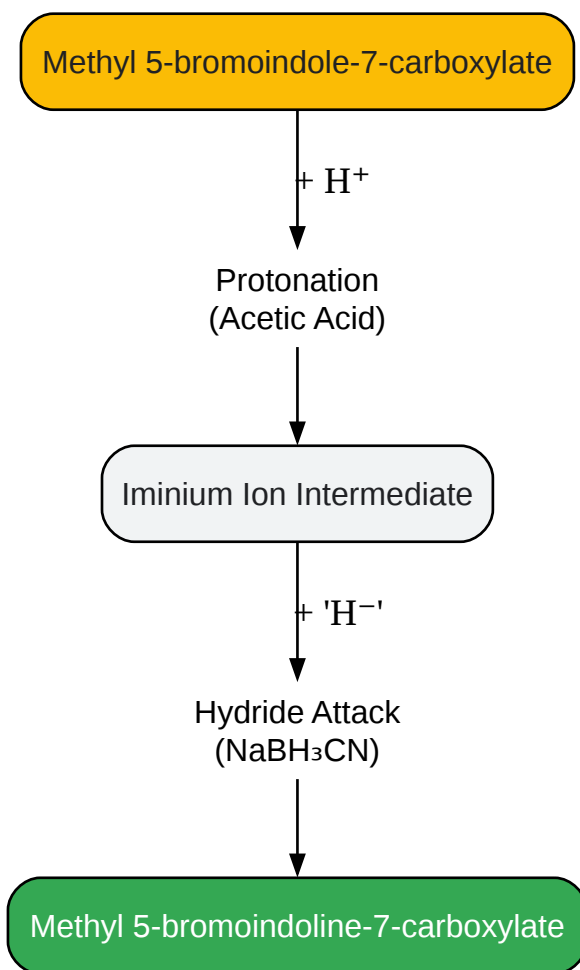 Methyl 5-bromoindole-7-carboxylate
+ H⁺
Protonation
(Acetic Acid)
Iminium Ion Intermediate
+ 'H⁻'
Hydride Attack
(NaBH₃CN)
Methyl 5-bromoindoline-7-carboxylate